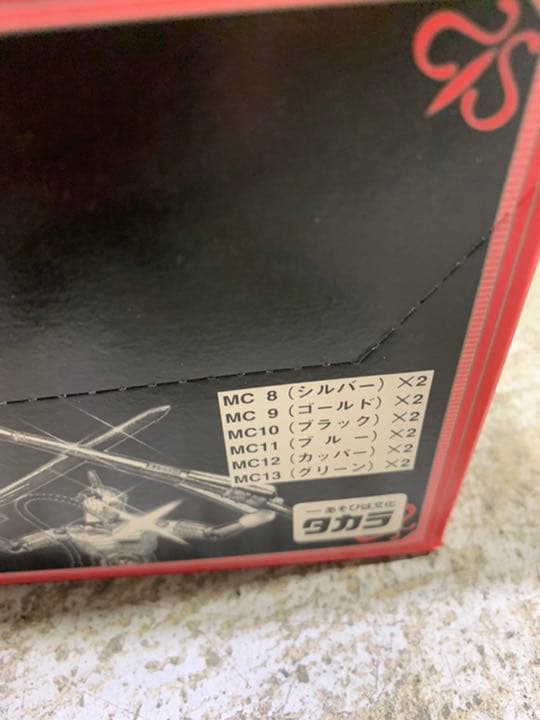 MC 8 (シルバー) ×2
MC 9 (ゴールド) ×2
MC10 (ブラック) ×2
MC11 (ブルー) ×2
MC12 (カッパー) ×2
MC13 (グリーン) ×2
—あそびは文化
タカラ